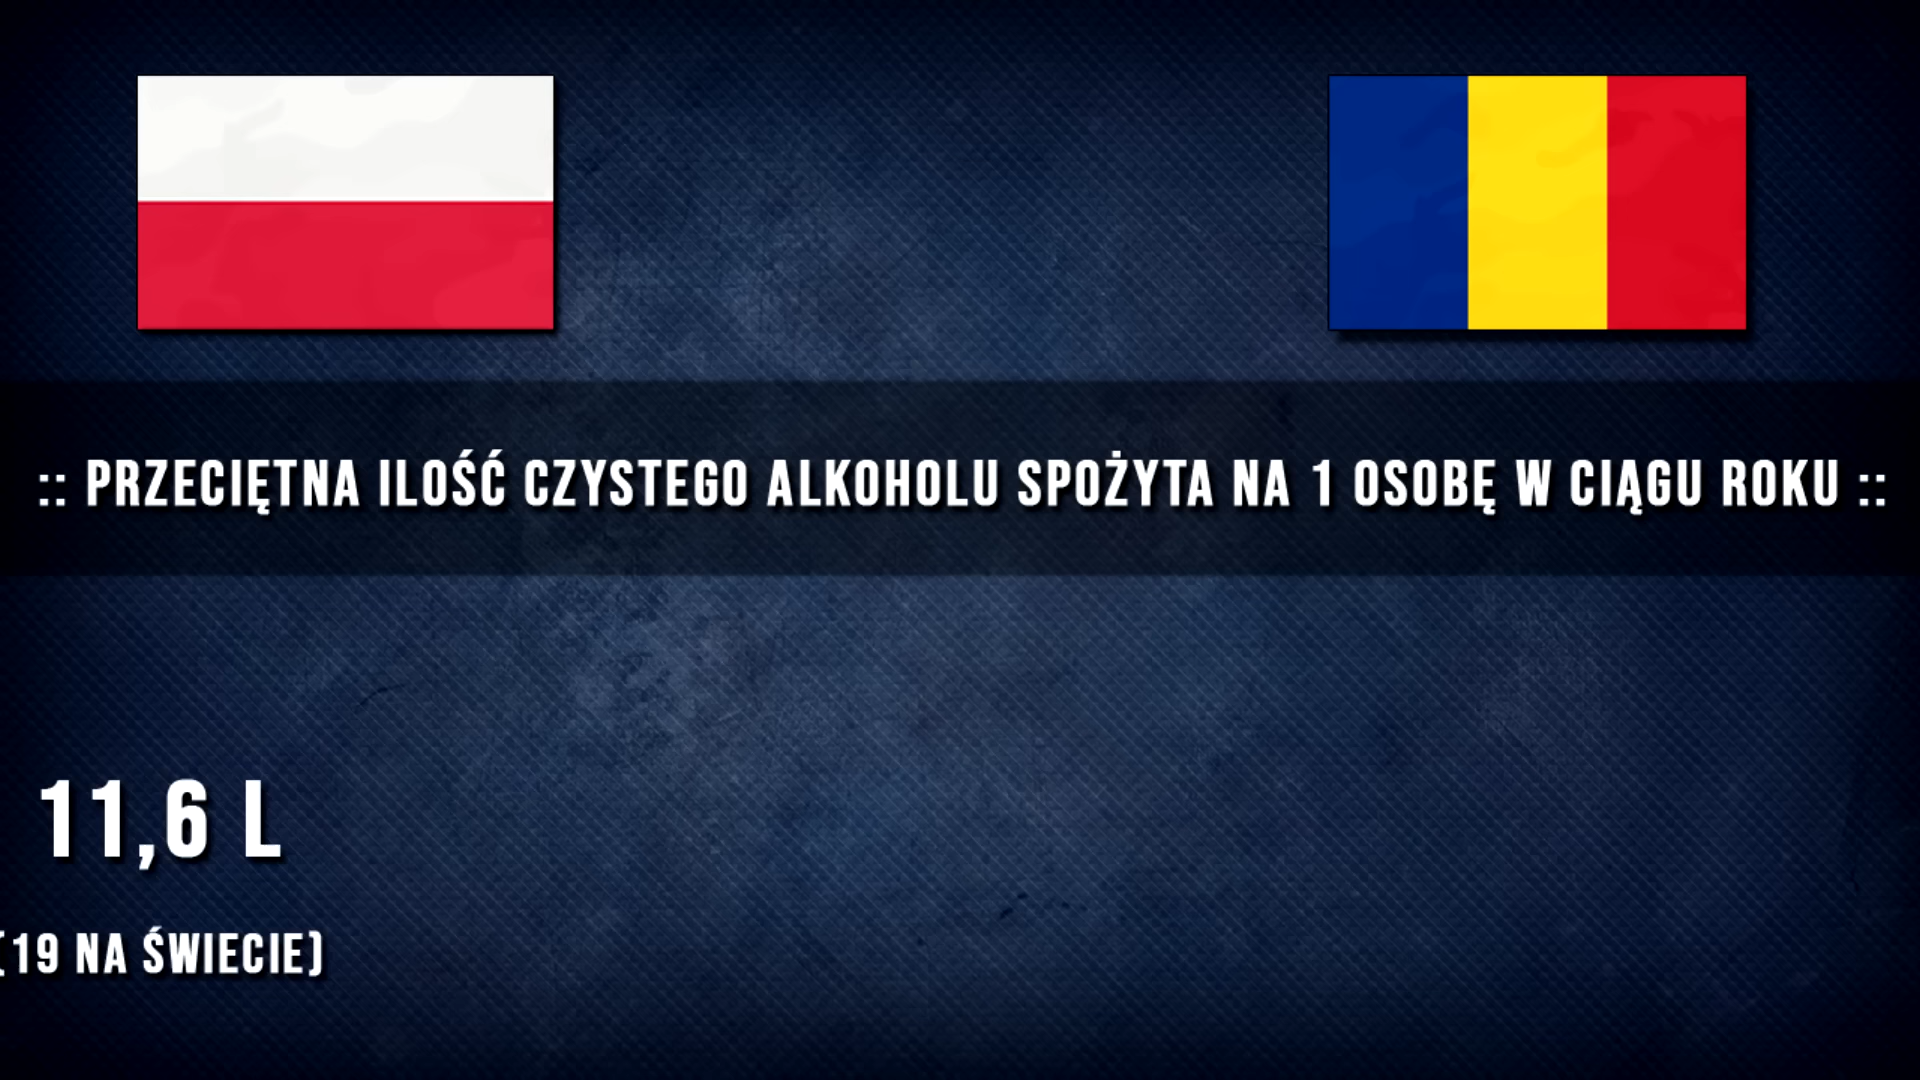 :: PRZECIĘTNA ILOŚĆ CZYSTEGO ALKOHOLU SPOŻYTA NA 1 OSOBĘ W CIĄGU ROKU ::
11,6 L
(19 NA ŚWIECIE)